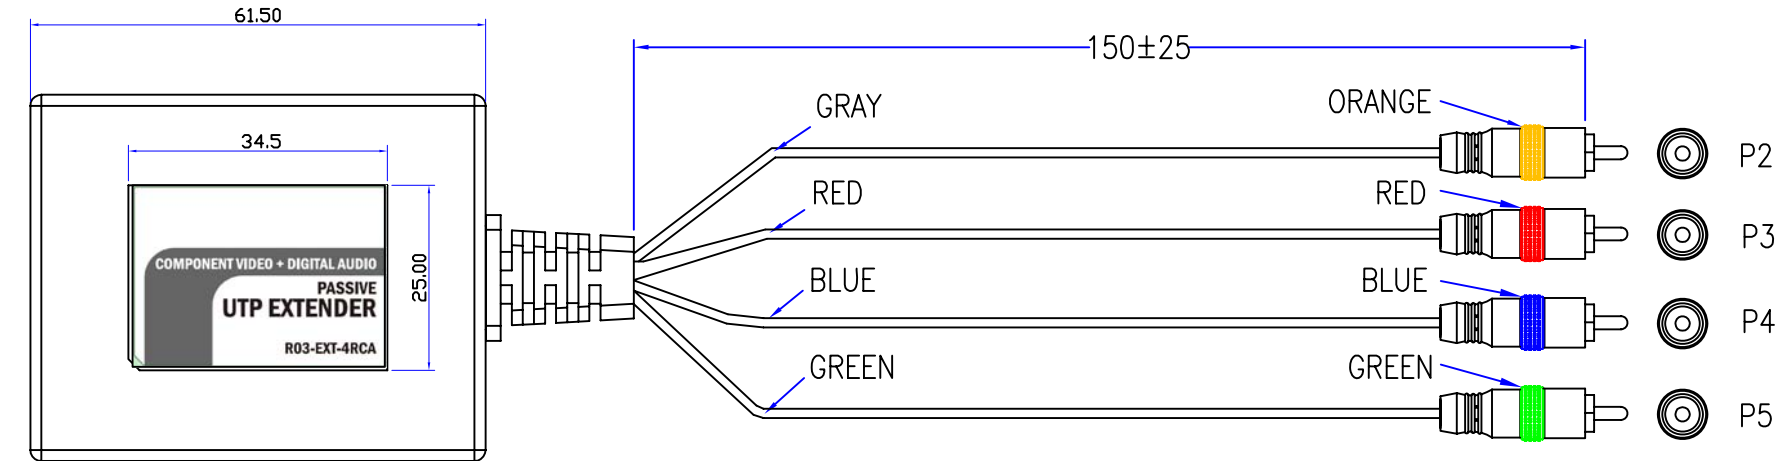 61.50
150±25
GRAY
ORANGE
P2
34.5
RED
RED
P3
COMPONENT VIDEO + DIGITAL AUDIO
PASSIVE
UTP EXTENDER
R03-EXT-4RCA
25.00
BLUE
BLUE
P4
GREEN
GREEN
P5